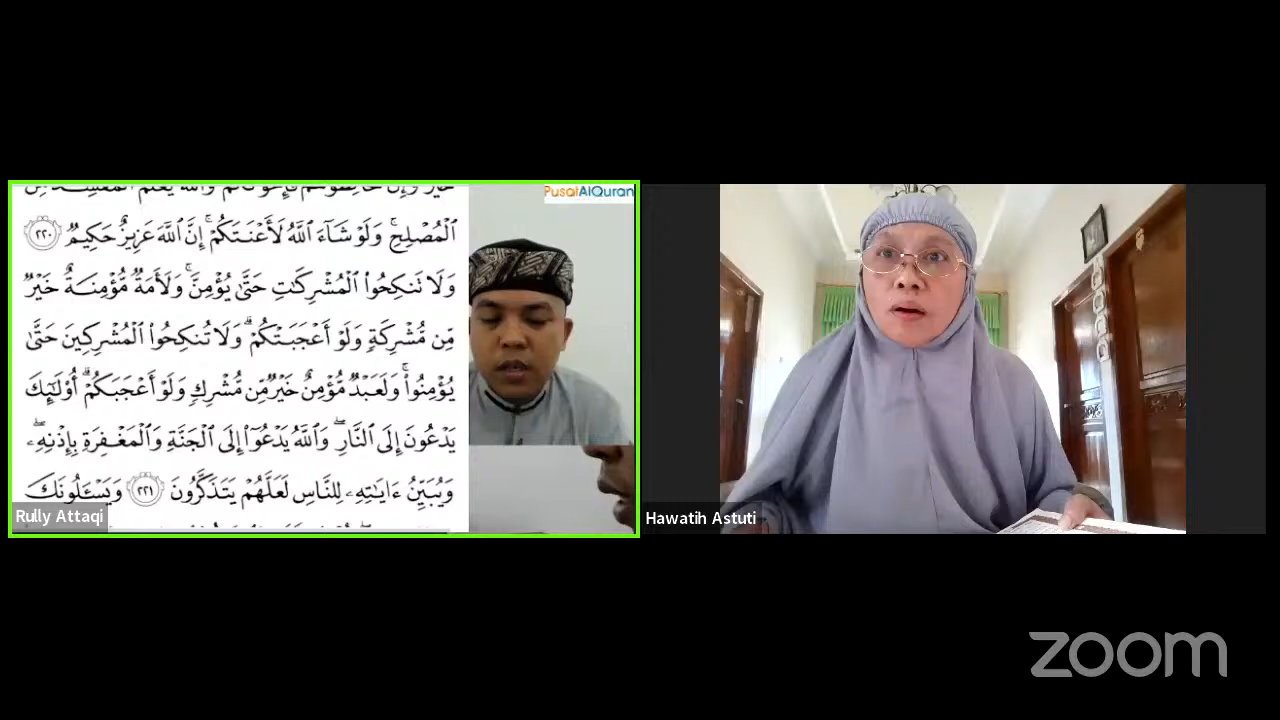 PusatAlQuran
ٱلْمُصْلِحِ ۚ وَلَوْ شَآءَ ٱللَّهُ لَأَعْنَتَكُمْ ۚ إِنَّ ٱللَّهَ عَزِيزٌ حَكِيمٌ ٢٢٠
وَلَا تَنكِحُوا۟ ٱلْمُشْرِكَٰتِ حَتَّىٰ يُؤْمِنَّ ۚ وَلَأَمَةٌ مُّؤْمِنَةٌ خَيْرٌ
مِّن مُّشْرِكَةٍ وَلَوْ أَعْجَبَتْكُمْ ۗ وَلَا تُنكِحُوا۟ ٱلْمُشْرِكِينَ حَتَّىٰ
يُؤْمِنُوا۟ ۚ وَلَعَبْدٌ مُّؤْمِنٌ خَيْرٌ مِّن مُّشْرِكٍ وَلَوْ أَعْجَبَكُمْ ۗ أُو۟لَٰٓئِكَ
يَدْعُونَ إِلَى ٱلنَّارِ ۖ وَٱللَّهُ يَدْعُوٓا۟ إِلَى ٱلْجَنَّةِ وَٱلْمَغْفِرَةِ بِإِذْنِهِۦ ۖ
وَيُبَيِّنُ ءَايَٰتِهِۦ لِلنَّاسِ لَعَلَّهُمْ يَتَذَكَّرُونَ ٢٢١ وَيَسْـَٔلُونَكَ
Rully Attaqi
Hawatih Astuti
zoom